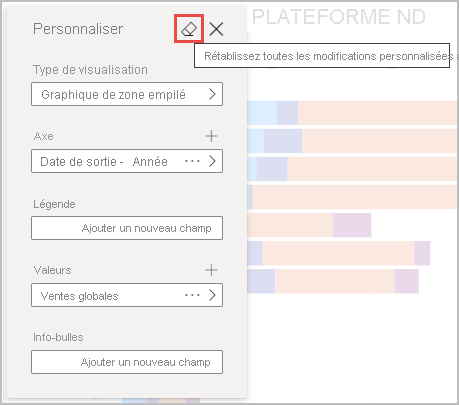 PLATEFORME ND
Personnaliser
Rétablissez toutes les modifications personnalisées
Type de visualisation
Graphique de zone empilé
Axe
Date de sortie - Année
Légende
Ajouter un nouveau champ
Valeurs
Ventes globales
Info-bulles
Ajouter un nouveau champ